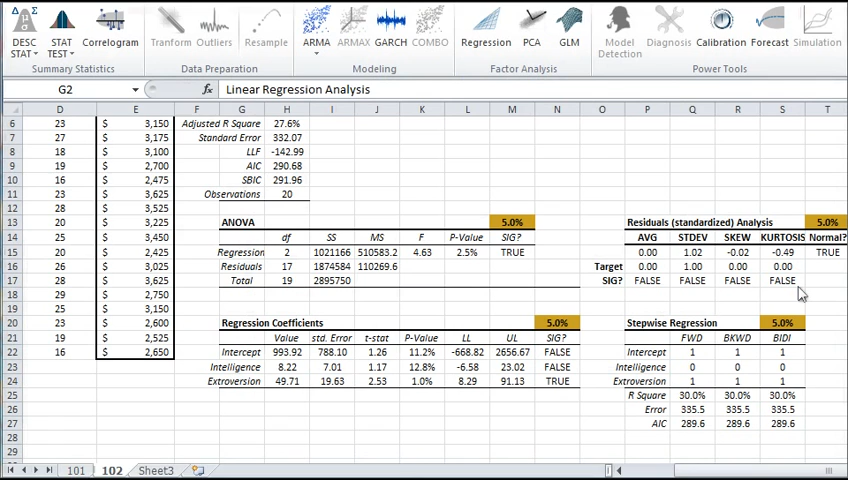 DESC STAT
STAT TEST
Correlogram
Tranform
Outliers
Resample
ARMA
ARMAX
GARCH
COMBO
Regression
PCA
GLM
Model Detection
Diagnosis
Calibration
Forecast
Simulation
Summary Statistics
Data Preparation
Modeling
Factor Analysis
Power Tools
G2 fx Linear Regression Analysis
D E F G H I J K L M N O P Q R S T
6 23 $ 3,150 Adjusted R Square 27.6%
7 27 $ 3,175 Standard Error 332.07
8 18 $ 3,100 LLF -142.99
9 19 $ 2,700 AIC 290.68
10 16 $ 2,475 SBIC 291.96
11 23 $ 3,625 Observations 20
12 28 $ 3,525
13 20 $ 3,225 ANOVA 5.0% Residuals (standardized) Analysis 5.0%
14 25 $ 3,450 df SS MS F P-Value SIG? AVG STDEV SKEW KURTOSIS Normal?
15 20 $ 2,425 Regression 2 1021166 510583.2 4.63 2.5% TRUE 0.00 1.02 -0.02 -0.49 TRUE
16 26 $ 3,025 Residuals 17 1874584 110269.6 Target 0.00 1.00 0.00 0.00
17 28 $ 3,625 Total 19 2895750 SIG? FALSE FALSE FALSE FALSE
18 29 $ 2,750
19 25 $ 3,150
20 23 $ 2,600 Regression Coefficients 5.0% Stepwise Regression 5.0%
21 19 $ 2,525 Value std. Error t-stat P-Value LL UL SIG? FWD BKWD BIDI
22 16 $ 2,650 Intercept 993.92 788.10 1.26 11.2% -668.82 2656.67 FALSE Intercept 1 1 1
23 Intelligence 8.22 7.01 1.17 12.8% -6.58 23.02 FALSE Intelligence 0 0 0
24 Extroversion 49.71 19.63 2.53 1.0% 8.29 91.13 TRUE Extroversion 1 1 1
25 R Square 30.0% 30.0% 30.0%
26 Error 335.5 335.5 335.5
27 AIC 289.6 289.6 289.6
28
101 102 Sheet3